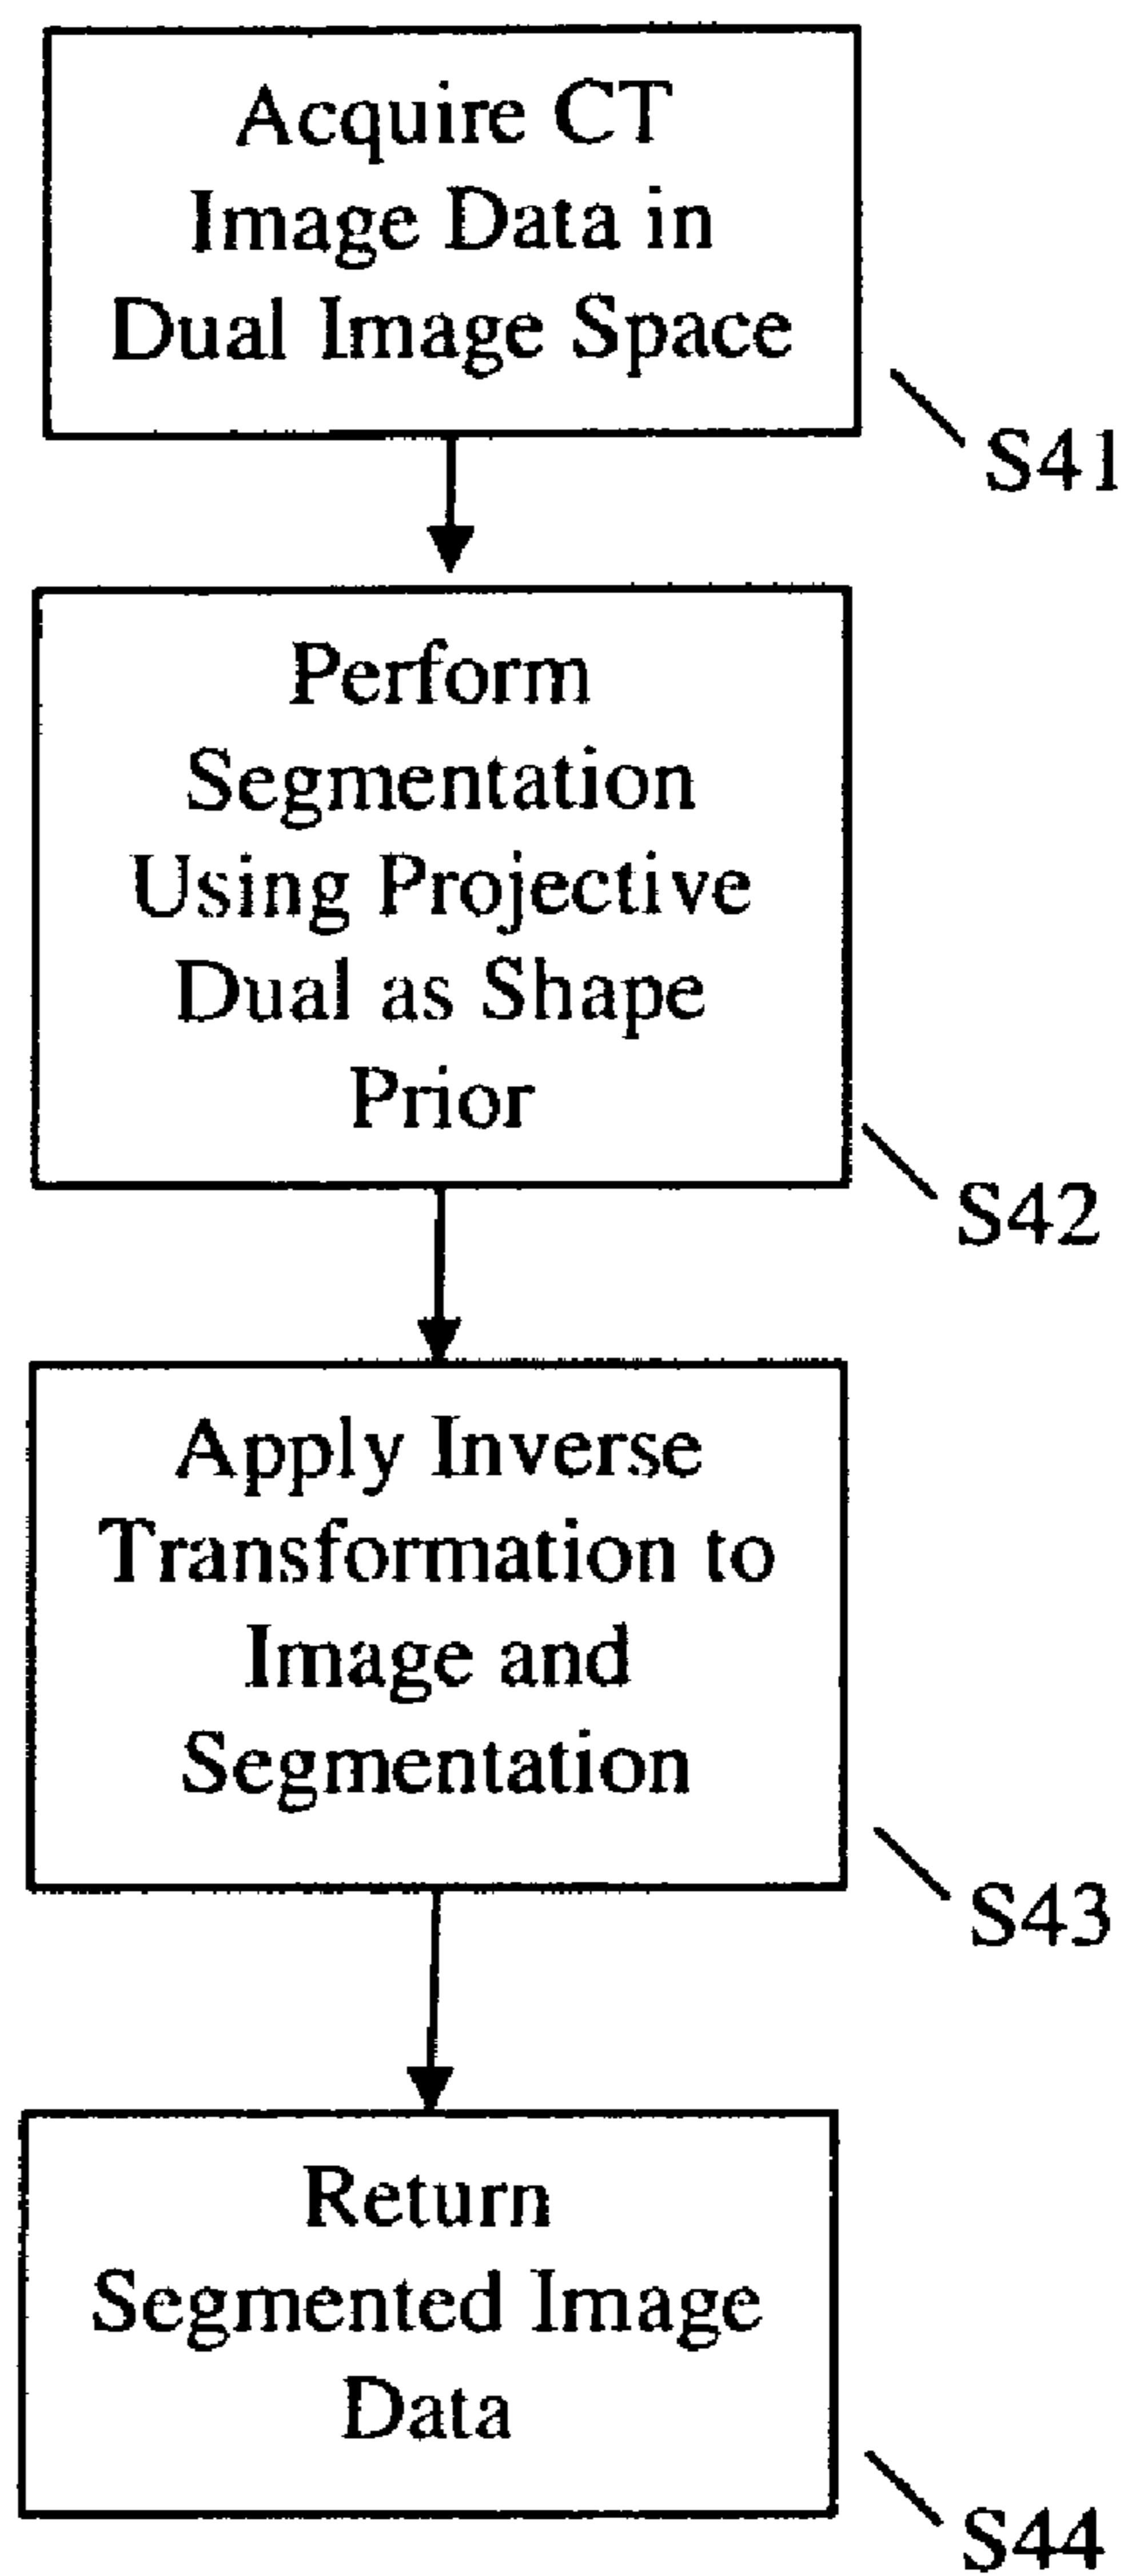 Acquire CT
Image Data in
Dual Image Space
S41
Perform
Segmentation
Using Projective
Dual as Shape
Prior
S42
Apply Inverse
Transformation to
Image and
Segmentation
S43
Return
Segmented Image
Data
S44